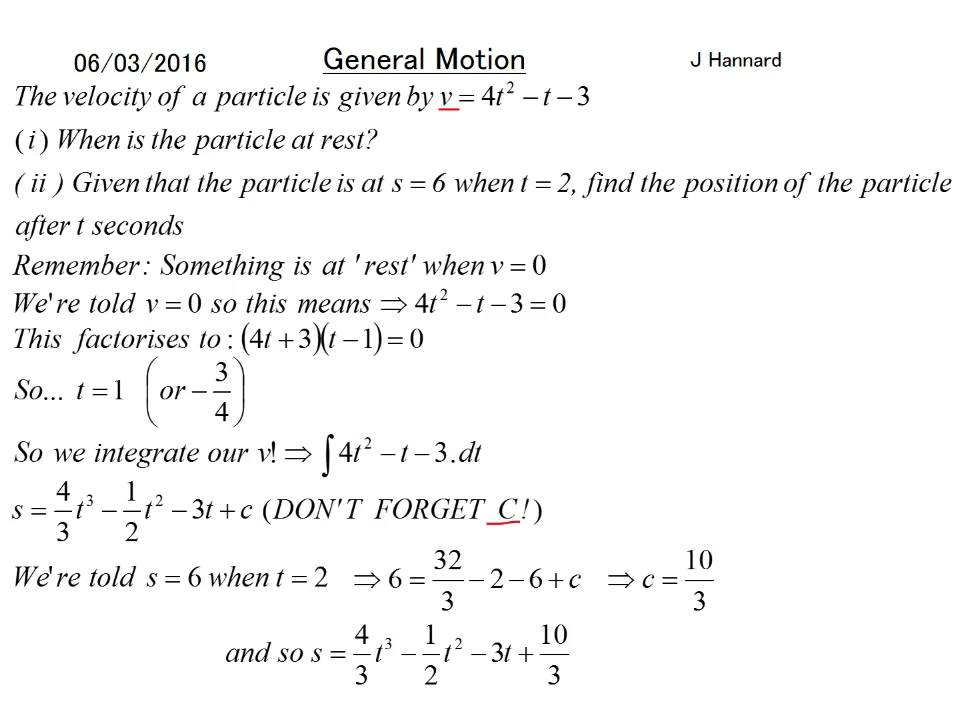 06/03/2016 General Motion J Hannard
The velocity of a particle is given by v = 4t² − t − 3
(i) When is the particle at rest?
(ii) Given that the particle is at s = 6 when t = 2, find the position of the particle
after t seconds
Remember: Something is at 'rest' when v = 0
We're told v = 0 so this means ⇒ 4t² − t − 3 = 0
This factorises to: (4t + 3)(t − 1) = 0
So... t = 1 (or − 3/4)
So we integrate our v! ⇒ ∫ 4t² − t − 3.dt
s = 4/3 t³ − 1/2 t² − 3t + c (DON'T FORGET C!)
We're told s = 6 when t = 2 ⇒ 6 = 32/3 − 2 − 6 + c ⇒ c = 10/3
and so s = 4/3 t³ − 1/2 t² − 3t + 10/3